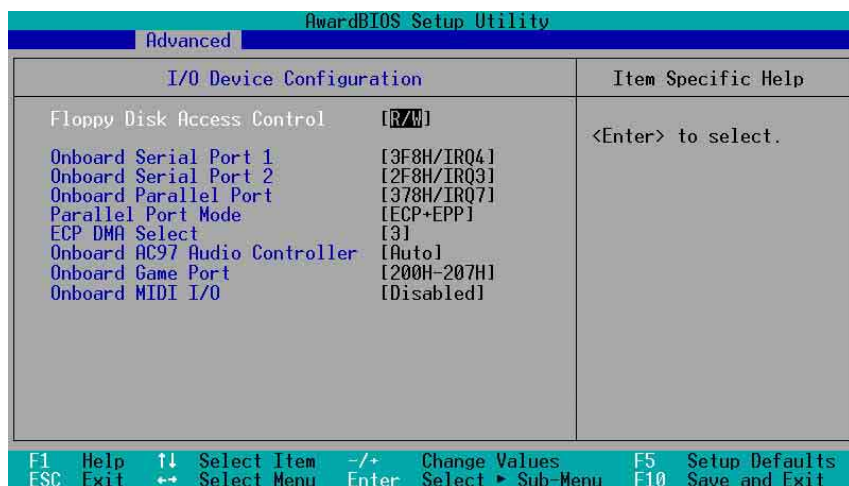 AwardBIOS Setup Utility
Advanced
I/O Device Configuration
Item Specific Help
Floppy Disk Access Control [R/W]
<Enter> to select.
Onboard Serial Port 1 [3F8H/IRQ4]
Onboard Serial Port 2 [2F8H/IRQ3]
Onboard Parallel Port [378H/IRQ7]
Parallel Port Mode [ECP+EPP]
ECP DMA Select [3]
Onboard AC97 Audio Controller [Auto]
Onboard Game Port [200H-207H]
Onboard MIDI I/O [Disabled]
F1 Help ↑↓ Select Item -/+ Change Values F5 Setup Defaults
ESC Exit ←→ Select Menu Enter Select ► Sub-Menu F10 Save and Exit